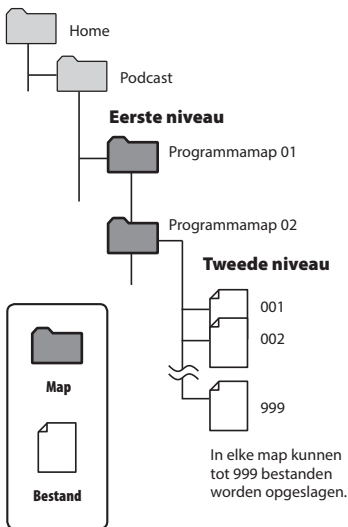 Home
Podcast
Eerste niveau
Programmamap 01
Programmamap 02
Tweede niveau
001
002
999
In elke map kunnen
tot 999 bestanden
worden opgeslagen.
Map
Bestand